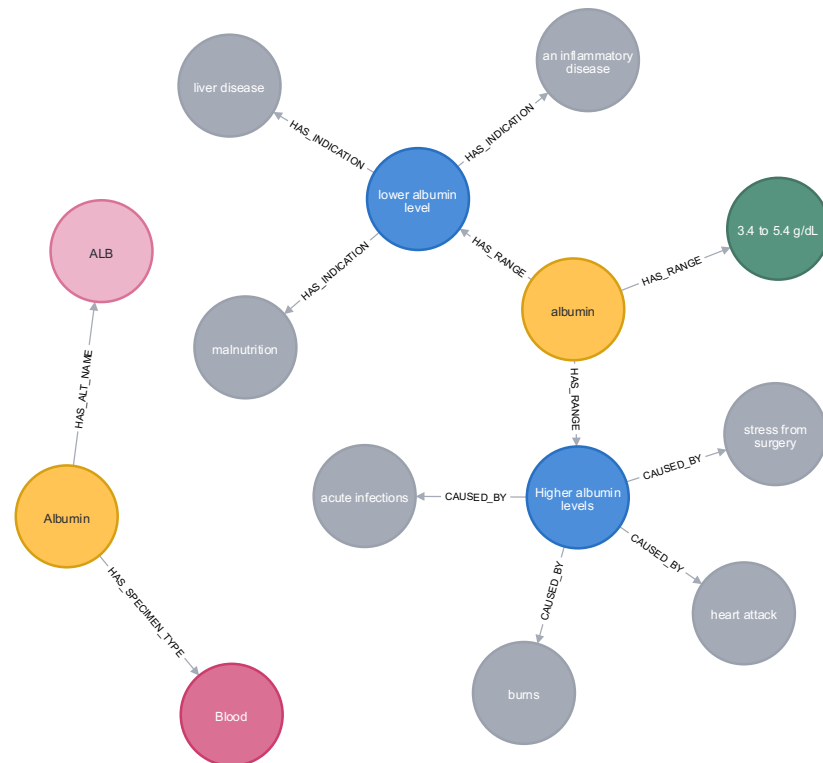 an inflammatory
disease
liver disease
HAS_INDICATION
HAS_INDICATION
lower albumin
level
3.4 to 5.4 g/dL
ALB
HAS_RANGE
HAS_RANGE
HAS_INDICATION
albumin
malnutrition
HAS_ALT_NAME
HAS_RANGE
stress from
surgery
CAUSED_BY
acute infections
CAUSED_BY
Higher albumin
levels
Albumin
CAUSED_BY
CAUSED_BY
HAS_SPECIMEN_TYPE
heart attack
burns
Blood